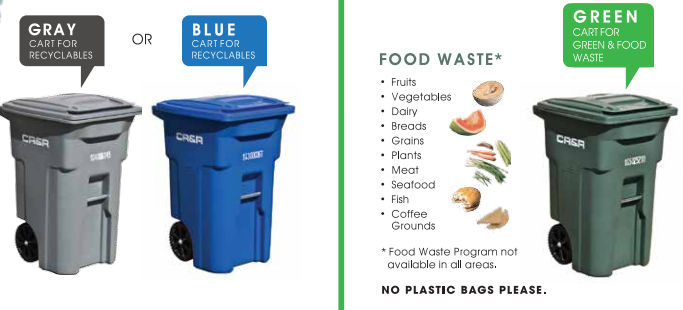 GRAY
CART FOR
RECYCLABLES
OR
BLUE
CART FOR
RECYCLABLES
CR&R
CR&R
FOOD WASTE*
• Fruits
• Vegetables
• Dairy
• Breads
• Grains
• Plants
• Meat
• Seafood
• Fish
• Coffee
Grounds
* Food Waste Program not
available in all areas.
NO PLASTIC BAGS PLEASE.
GREEN
CART FOR
GREEN & FOOD
WASTE
CR&R